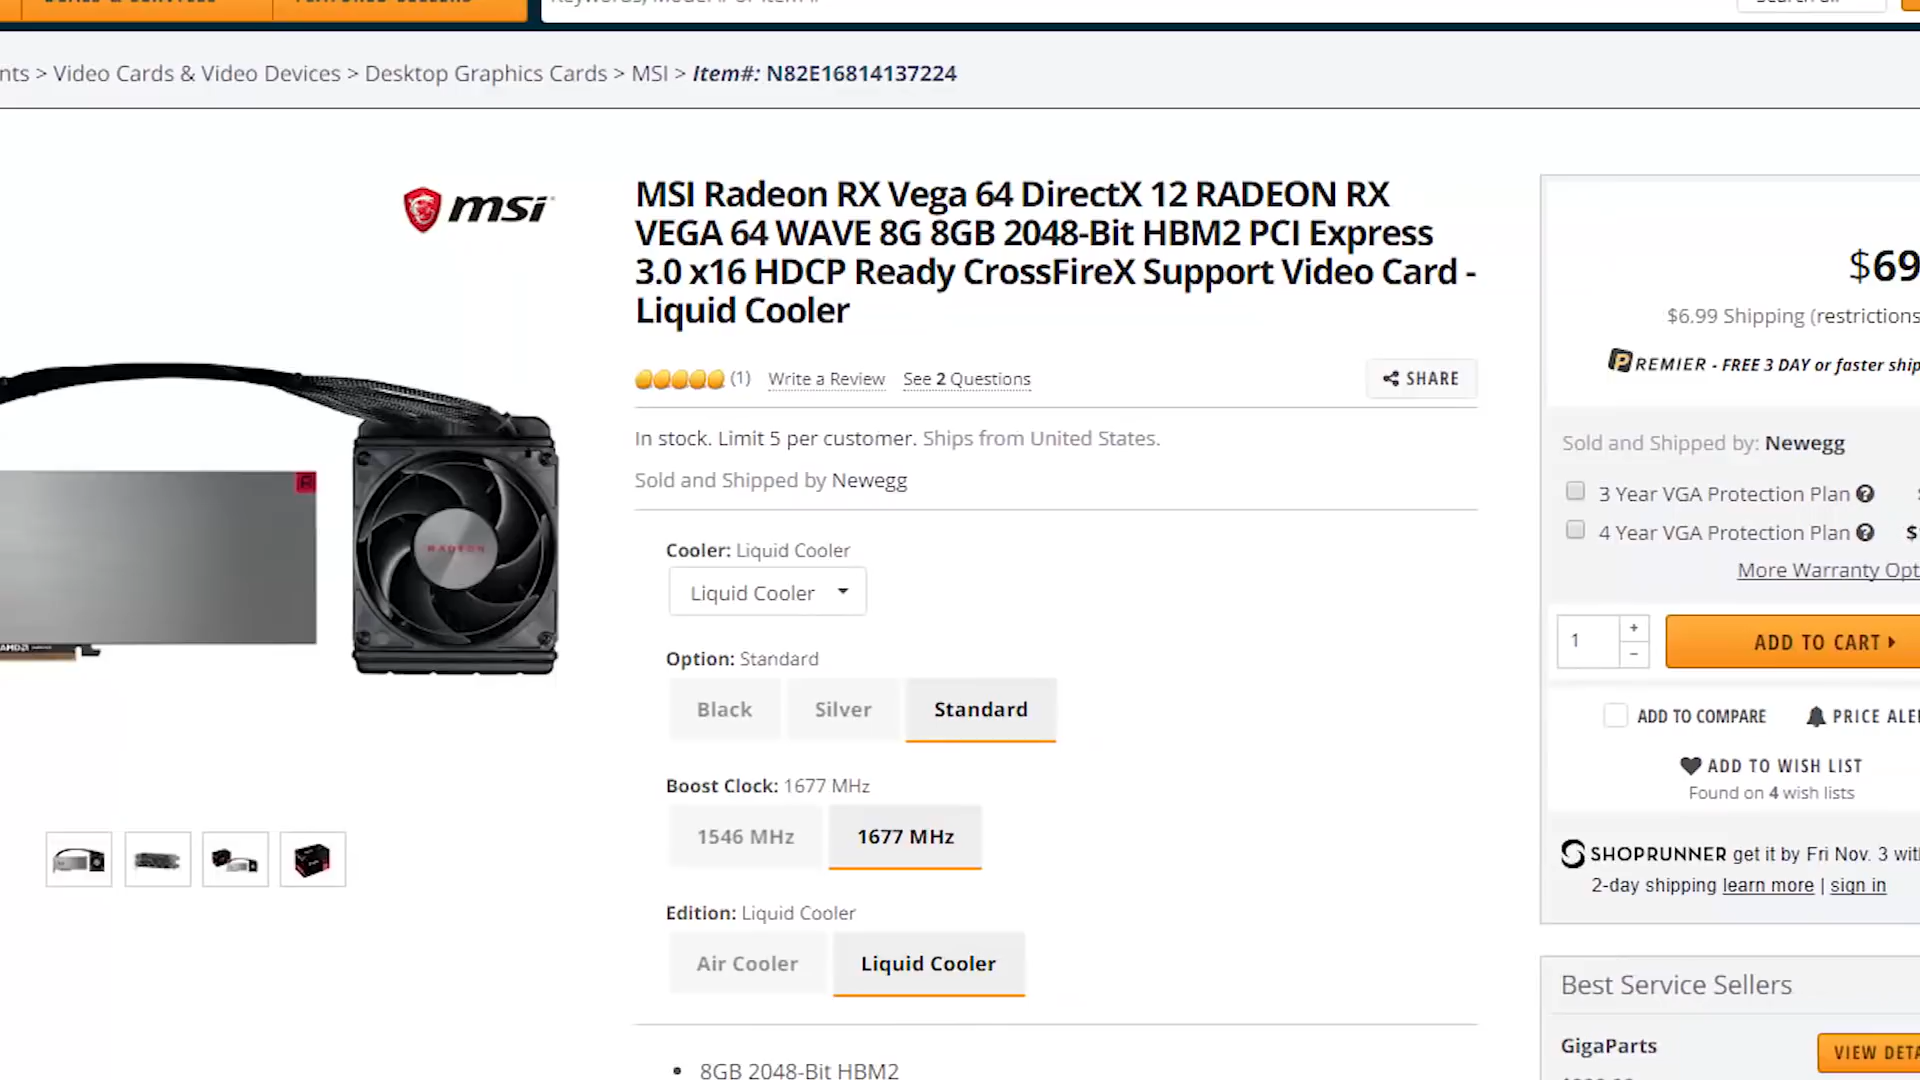 nts > Video Cards & Video Devices > Desktop Graphics Cards > MSI > Item#: N82E16814137224
msi
MSI Radeon RX Vega 64 DirectX 12 RADEON RX
VEGA 64 WAVE 8G 8GB 2048-Bit HBM2 PCI Express
3.0 x16 HDCP Ready CrossFireX Support Video Card -
Liquid Cooler
(1) Write a Review See 2 Questions
SHARE
In stock. Limit 5 per customer. Ships from United States.
Sold and Shipped by Newegg
RADEON
AMD
Cooler: Liquid Cooler
Liquid Cooler
Option: Standard
Black Silver Standard
Boost Clock: 1677 MHz
1546 MHz 1677 MHz
Edition: Liquid Cooler
Air Cooler Liquid Cooler
• 8GB 2048-Bit HBM2
$69
$6.99 Shipping (restrictions
PREMIER - FREE 3 DAY or faster ship
Sold and Shipped by: Newegg
3 Year VGA Protection Plan ?
4 Year VGA Protection Plan ? $
More Warranty Opt
1 + -
ADD TO CART
ADD TO COMPARE PRICE ALE
ADD TO WISH LIST
Found on 4 wish lists
SHOPRUNNER get it by Fri Nov. 3 wit
2-day shipping learn more | sign in
Best Service Sellers
GigaParts
VIEW DETA